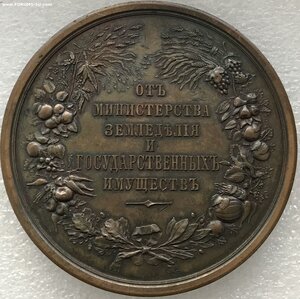 ОТЪ
МИНИСТЕРСТВА
ЗЕМЛЕДѢЛІЯ
И
ГОСУДАРСТВЕННЫХЪ
ИМУЩЕСТВЪ